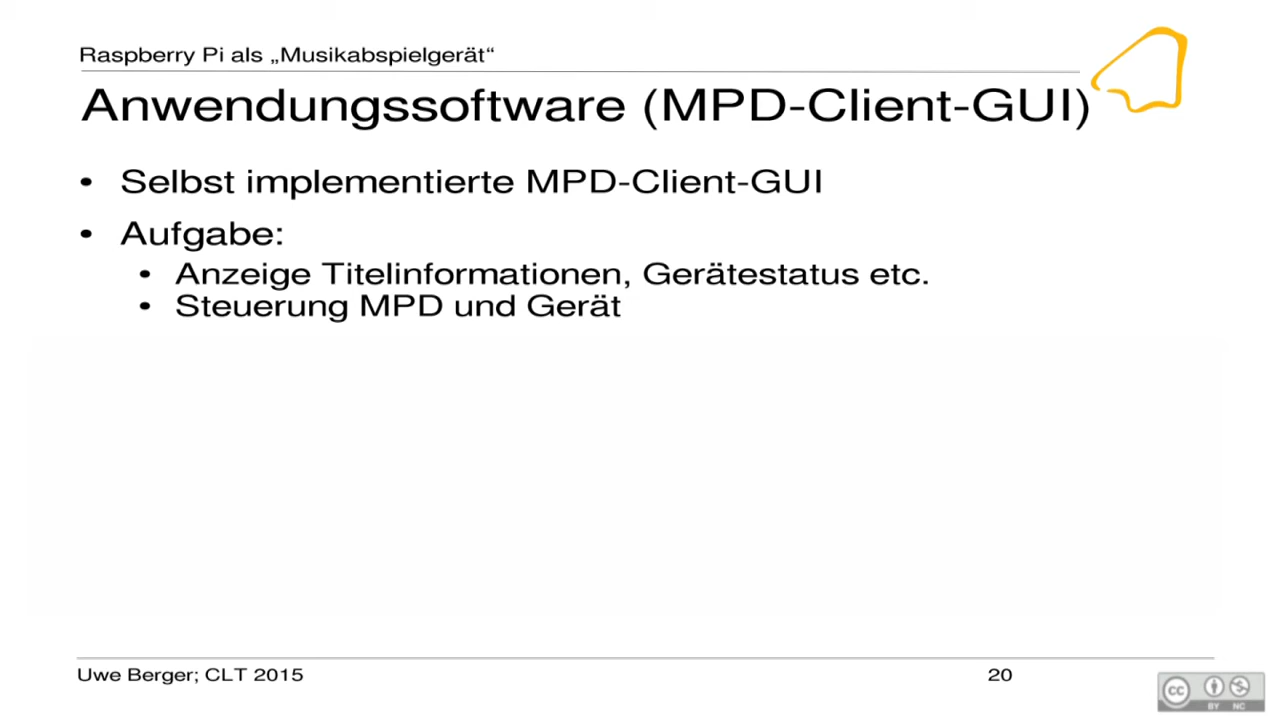 Raspberry Pi als „Musikabspielgerät“
Anwendungssoftware (MPD-Client-GUI)
• Selbst implementierte MPD-Client-GUI
• Aufgabe:
• Anzeige Titelinformationen, Gerätestatus etc.
• Steuerung MPD und Gerät
Uwe Berger; CLT 2015 20
cc BY NC